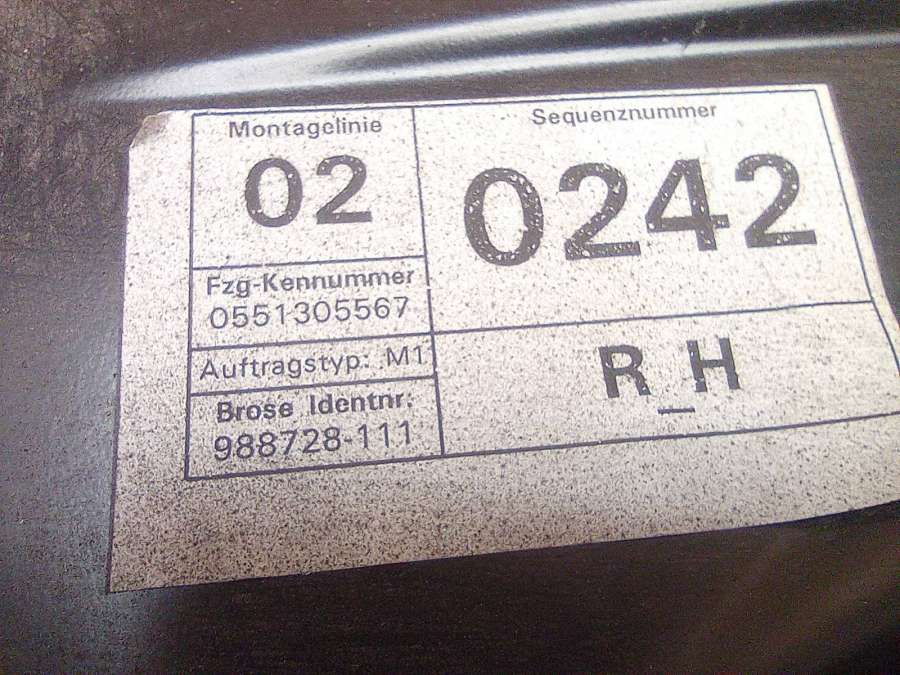 Montagelinie
02
Sequenznummer
0242
Fzg-Kennummer
0551305567
Auftragstyp: M1
Brose Identnr:
988728-111
R_H